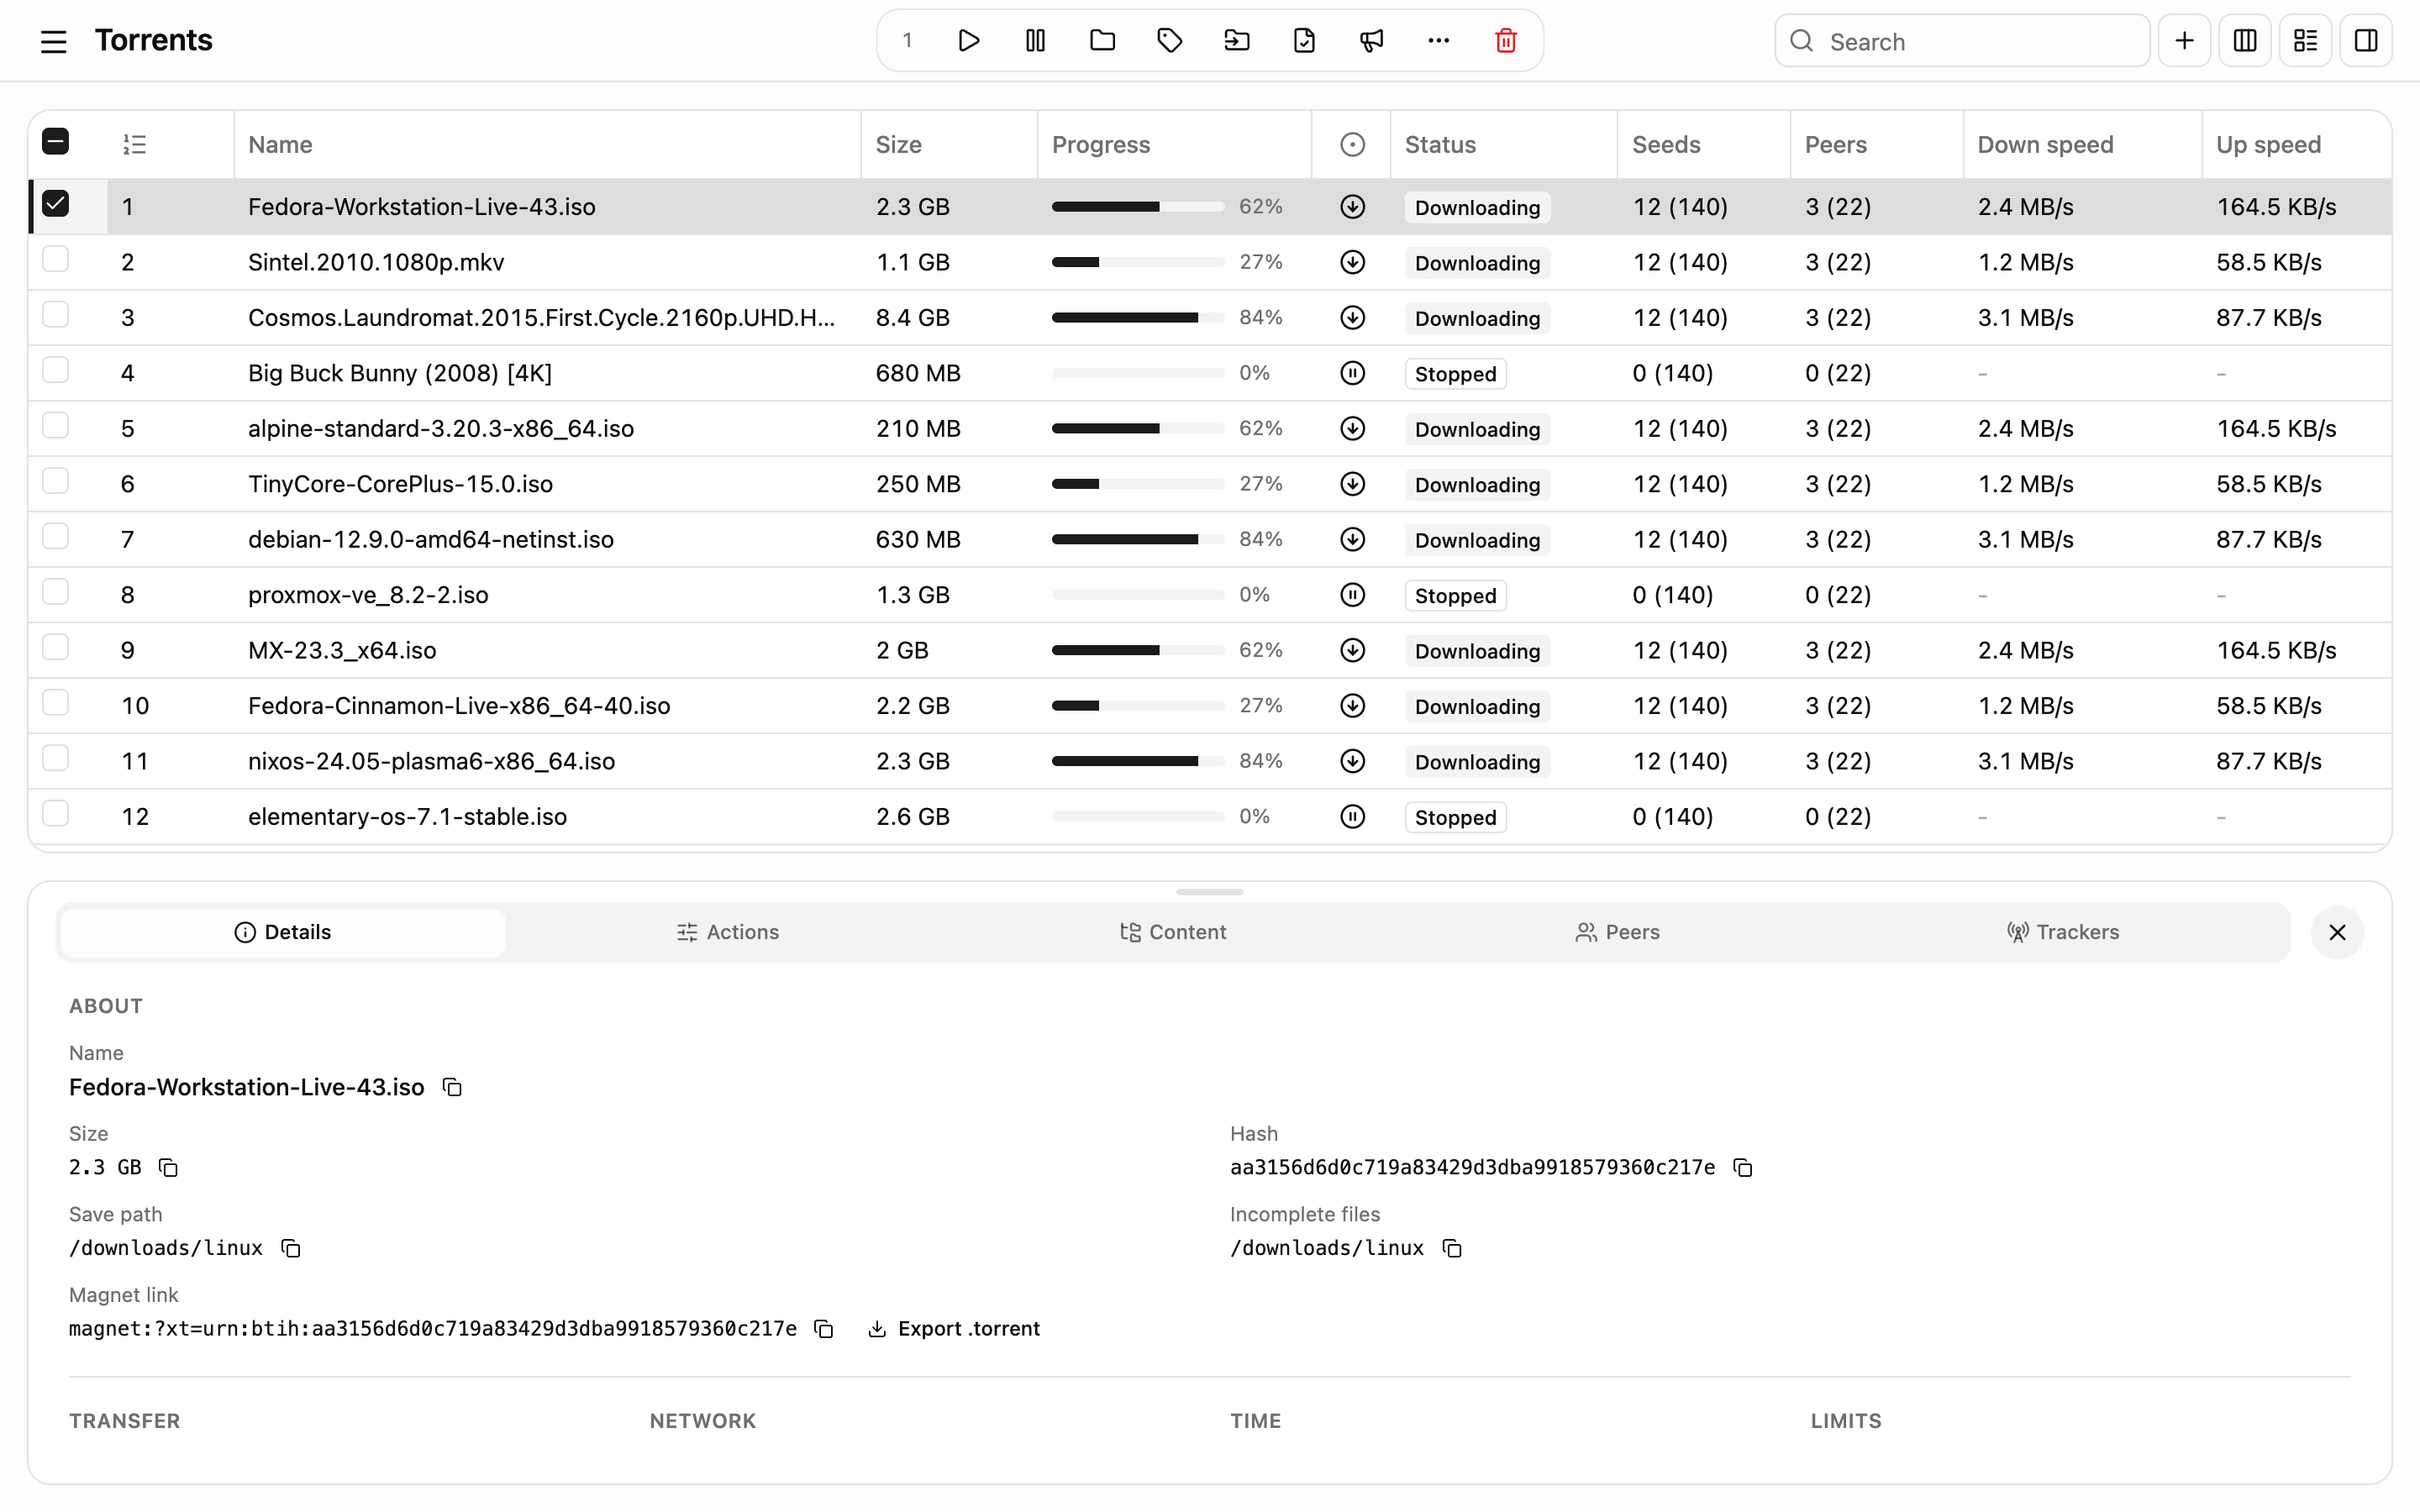 Torrents 1 Search
Name Size Progress Status Seeds Peers Down speed Up speed
1 Fedora-Workstation-Live-43.iso 2.3 GB 62% Downloading 12 (140) 3 (22) 2.4 MB/s 164.5 KB/s
2 Sintel.2010.1080p.mkv 1.1 GB 27% Downloading 12 (140) 3 (22) 1.2 MB/s 58.5 KB/s
3 Cosmos.Laundromat.2015.First.Cycle.2160p.UHD.H... 8.4 GB 84% Downloading 12 (140) 3 (22) 3.1 MB/s 87.7 KB/s
4 Big Buck Bunny (2008) [4K] 680 MB 0% Stopped 0 (140) 0 (22) - -
5 alpine-standard-3.20.3-x86_64.iso 210 MB 62% Downloading 12 (140) 3 (22) 2.4 MB/s 164.5 KB/s
6 TinyCore-CorePlus-15.0.iso 250 MB 27% Downloading 12 (140) 3 (22) 1.2 MB/s 58.5 KB/s
7 debian-12.9.0-amd64-netinst.iso 630 MB 84% Downloading 12 (140) 3 (22) 3.1 MB/s 87.7 KB/s
8 proxmox-ve_8.2-2.iso 1.3 GB 0% Stopped 0 (140) 0 (22) - -
9 MX-23.3_x64.iso 2 GB 62% Downloading 12 (140) 3 (22) 2.4 MB/s 164.5 KB/s
10 Fedora-Cinnamon-Live-x86_64-40.iso 2.2 GB 27% Downloading 12 (140) 3 (22) 1.2 MB/s 58.5 KB/s
11 nixos-24.05-plasma6-x86_64.iso 2.3 GB 84% Downloading 12 (140) 3 (22) 3.1 MB/s 87.7 KB/s
12 elementary-os-7.1-stable.iso 2.6 GB 0% Stopped 0 (140) 0 (22) - -
Details Actions Content Peers Trackers
ABOUT
Name
Fedora-Workstation-Live-43.iso
Size Hash
2.3 GB aa3156d6d0c719a83429d3dba9918579360c217e
Save path Incomplete files
/downloads/linux /downloads/linux
Magnet link
magnet:?xt=urn:btih:aa3156d6d0c719a83429d3dba9918579360c217e Export .torrent
TRANSFER NETWORK TIME LIMITS